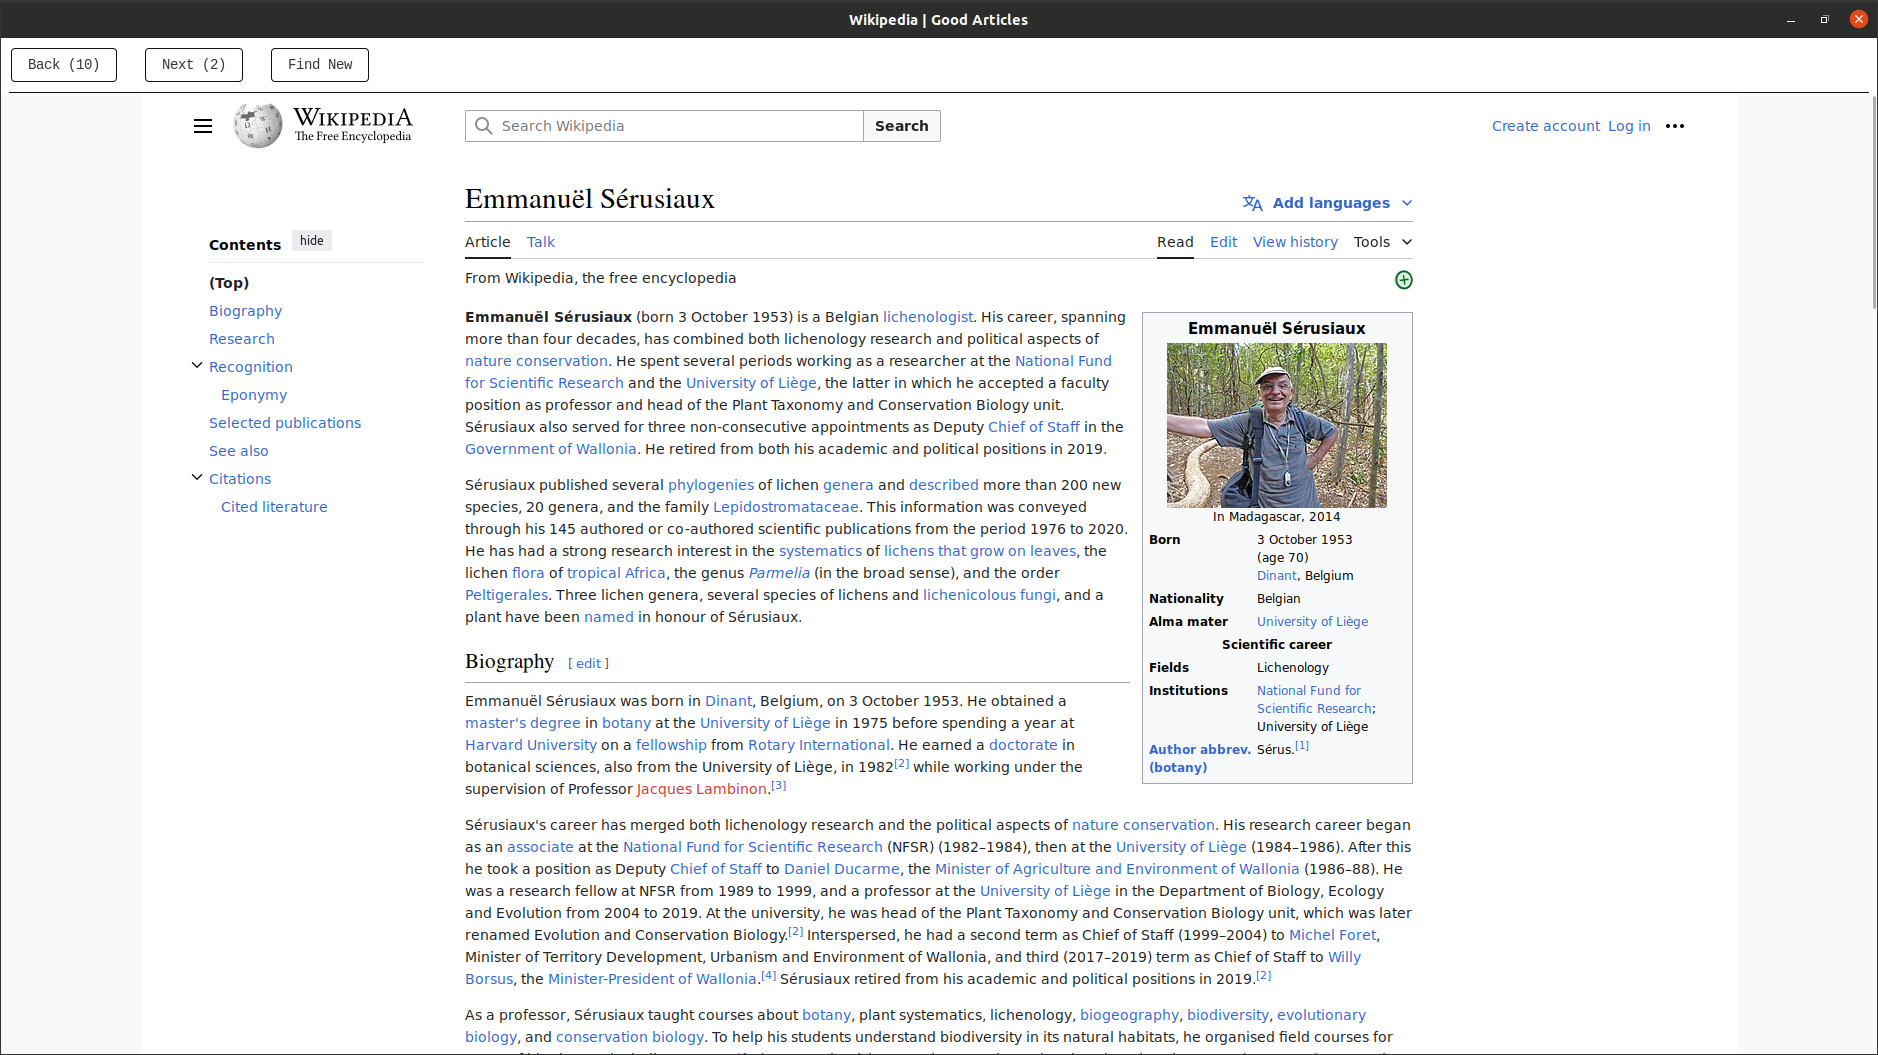 Wikipedia | Good Articles
Back (10)
Next (2)
Find New
WIKIPEDIA
The Free Encyclopedia
Search Wikipedia
Search
Create account
Log in
Emmanuël Sérusiaux
Add languages
Contents
hide
(Top)
Biography
Research
Recognition
Eponymy
Selected publications
See also
Citations
Cited literature
Article
Talk
Read
Edit
View history
Tools
From Wikipedia, the free encyclopedia
Emmanuël Sérusiaux (born 3 October 1953) is a Belgian lichenologist. His career, spanning
more than four decades, has combined both lichenology research and political aspects of
nature conservation. He spent several periods working as a researcher at the National Fund
for Scientific Research and the University of Liège, the latter in which he accepted a faculty
position as professor and head of the Plant Taxonomy and Conservation Biology unit.
Sérusiaux also served for three non-consecutive appointments as Deputy Chief of Staff in the
Government of Wallonia. He retired from both his academic and political positions in 2019.
Sérusiaux published several phylogenies of lichen genera and described more than 200 new
species, 20 genera, and the family Lepidostromataceae. This information was conveyed
through his 145 authored or co-authored scientific publications from the period 1976 to 2020.
He has had a strong research interest in the systematics of lichens that grow on leaves, the
lichen flora of tropical Africa, the genus Parmelia (in the broad sense), and the order
Peltigerales. Three lichen genera, several species of lichens and lichenicolous fungi, and a
plant have been named in honour of Sérusiaux.
Emmanuël Sérusiaux
In Madagascar, 2014
Born 3 October 1953
(age 70)
Dinant, Belgium
Nationality Belgian
Alma mater University of Liège
Scientific career
Fields Lichenology
Institutions National Fund for
Scientific Research;
University of Liège
Author abbrev. Sérus.[1]
(botany)
Biography [ edit ]
Emmanuël Sérusiaux was born in Dinant, Belgium, on 3 October 1953. He obtained a
master's degree in botany at the University of Liège in 1975 before spending a year at
Harvard University on a fellowship from Rotary International. He earned a doctorate in
botanical sciences, also from the University of Liège, in 1982[2] while working under the
supervision of Professor Jacques Lambinon.[3]
Sérusiaux's career has merged both lichenology research and the political aspects of nature conservation. His research career began
as an associate at the National Fund for Scientific Research (NFSR) (1982–1984), then at the University of Liège (1984–1986). After this
he took a position as Deputy Chief of Staff to Daniel Ducarme, the Minister of Agriculture and Environment of Wallonia (1986–88). He
was a research fellow at NFSR from 1989 to 1999, and a professor at the University of Liège in the Department of Biology, Ecology
and Evolution from 2004 to 2019. At the university, he was head of the Plant Taxonomy and Conservation Biology unit, which was later
renamed Evolution and Conservation Biology.[2] Interspersed, he had a second term as Chief of Staff (1999–2004) to Michel Foret,
Minister of Territory Development, Urbanism and Environment of Wallonia, and third (2017–2019) term as Chief of Staff to Willy
Borsus, the Minister-President of Wallonia.[4] Sérusiaux retired from his academic and political positions in 2019.[2]
As a professor, Sérusiaux taught courses about botany, plant systematics, lichenology, biogeography, biodiversity, evolutionary
biology, and conservation biology. To help his students understand biodiversity in its natural habitats, he organised field courses for